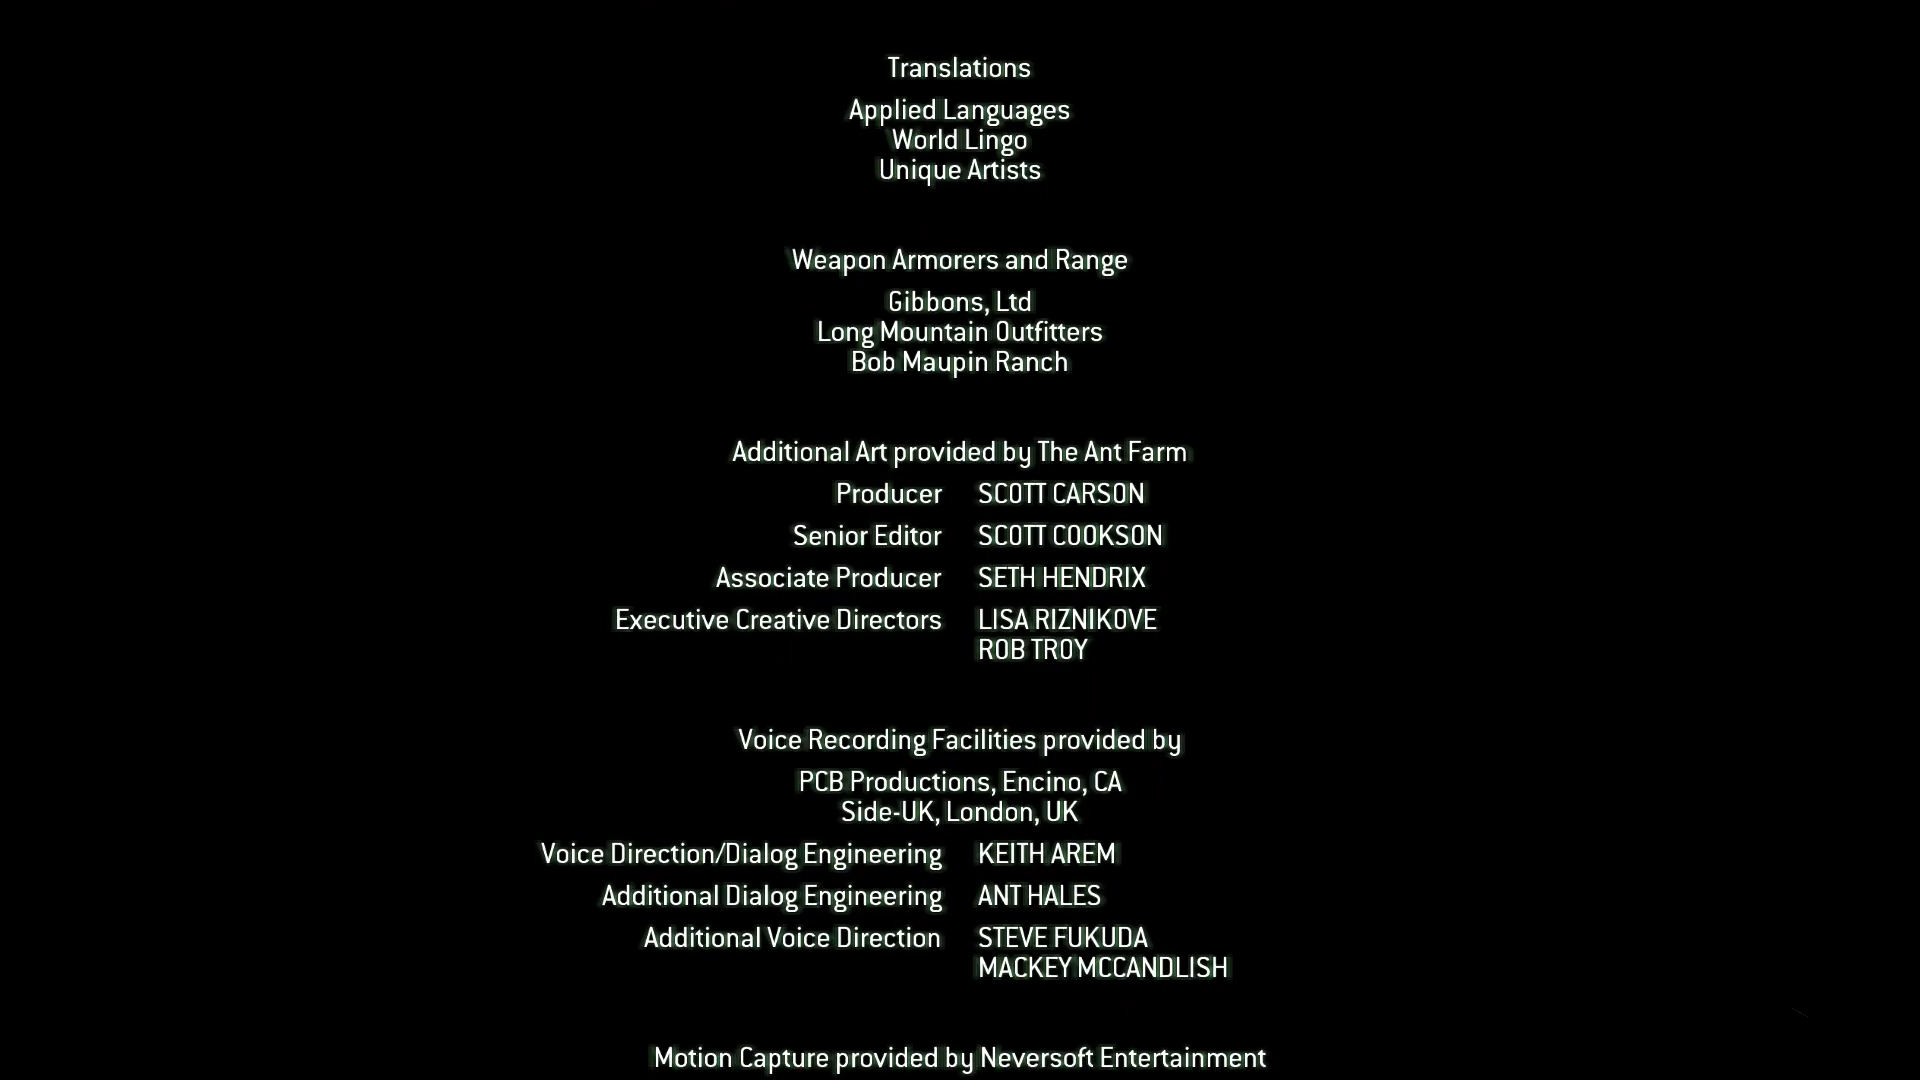 Translations
Applied Languages
World Lingo
Unique Artists
Weapon Armorers and Range
Gibbons, Ltd
Long Mountain Outfitters
Bob Maupin Ranch
Additional Art provided by The Ant Farm
Producer SCOTT CARSON
Senior Editor SCOTT COOKSON
Associate Producer SETH HENDRIX
Executive Creative Directors LISA RIZNIKOVE
ROB TROY
Voice Recording Facilities provided by
PCB Productions, Encino, CA
Side-UK, London, UK
Voice Direction/Dialog Engineering KEITH AREM
Additional Dialog Engineering ANT HALES
Additional Voice Direction STEVE FUKUDA
MACKEY MCCANDLISH
Motion Capture provided by Neversoft Entertainment